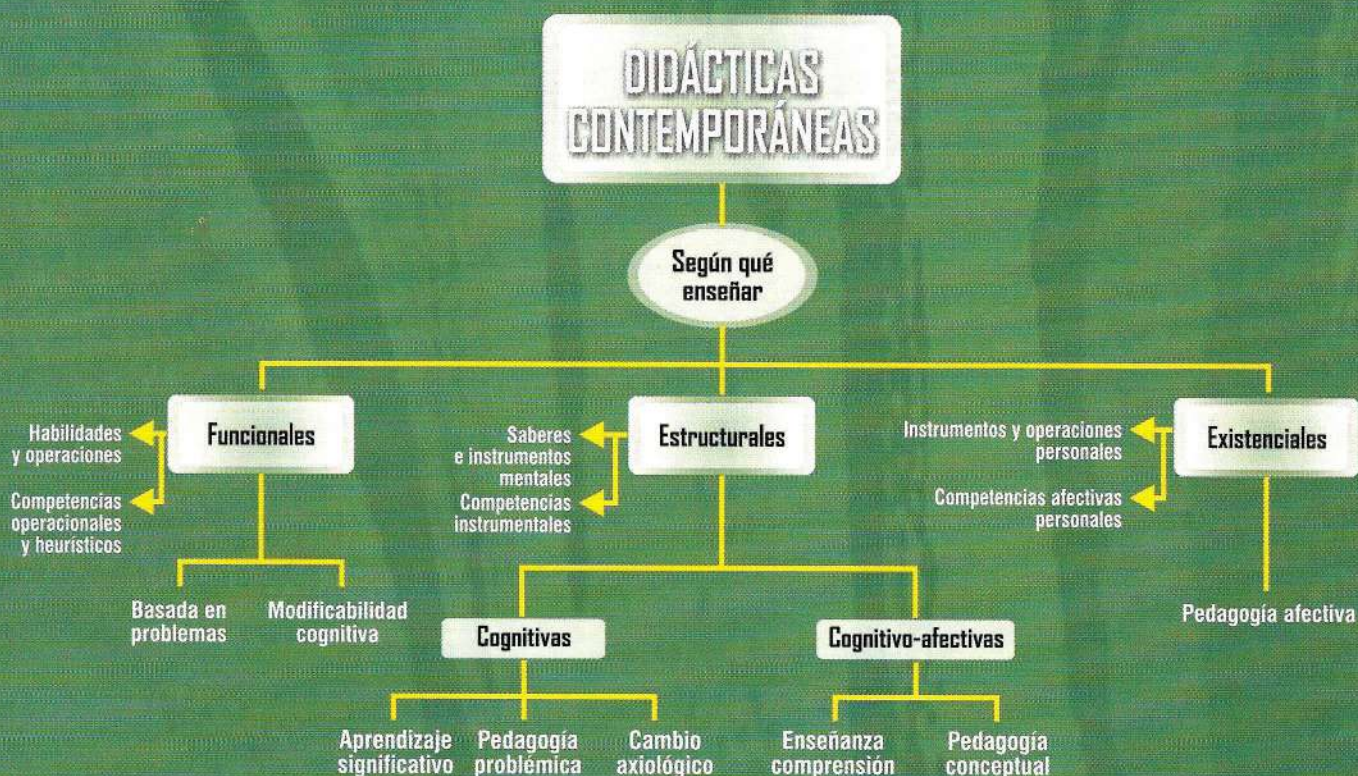 DIDÁCTICAS
CONTEMPORÁNEAS
Según qué
enseñar
Funcionales
Habilidades
y operaciones
Competencias
operacionales
y heurísticos
Basada en
problemas
Modificabilidad
cognitiva
Estructurales
Saberes
e instrumentos
mentales
Competencias
instrumentales
Cognitivas
Aprendizaje
significativo
Pedagogía
problémica
Cambio
axiológico
Cognitivo-afectivas
Enseñanza
comprensión
Pedagogía
conceptual
Existenciales
Instrumentos y operaciones
personales
Competencias afectivas
personales
Pedagogía afectiva